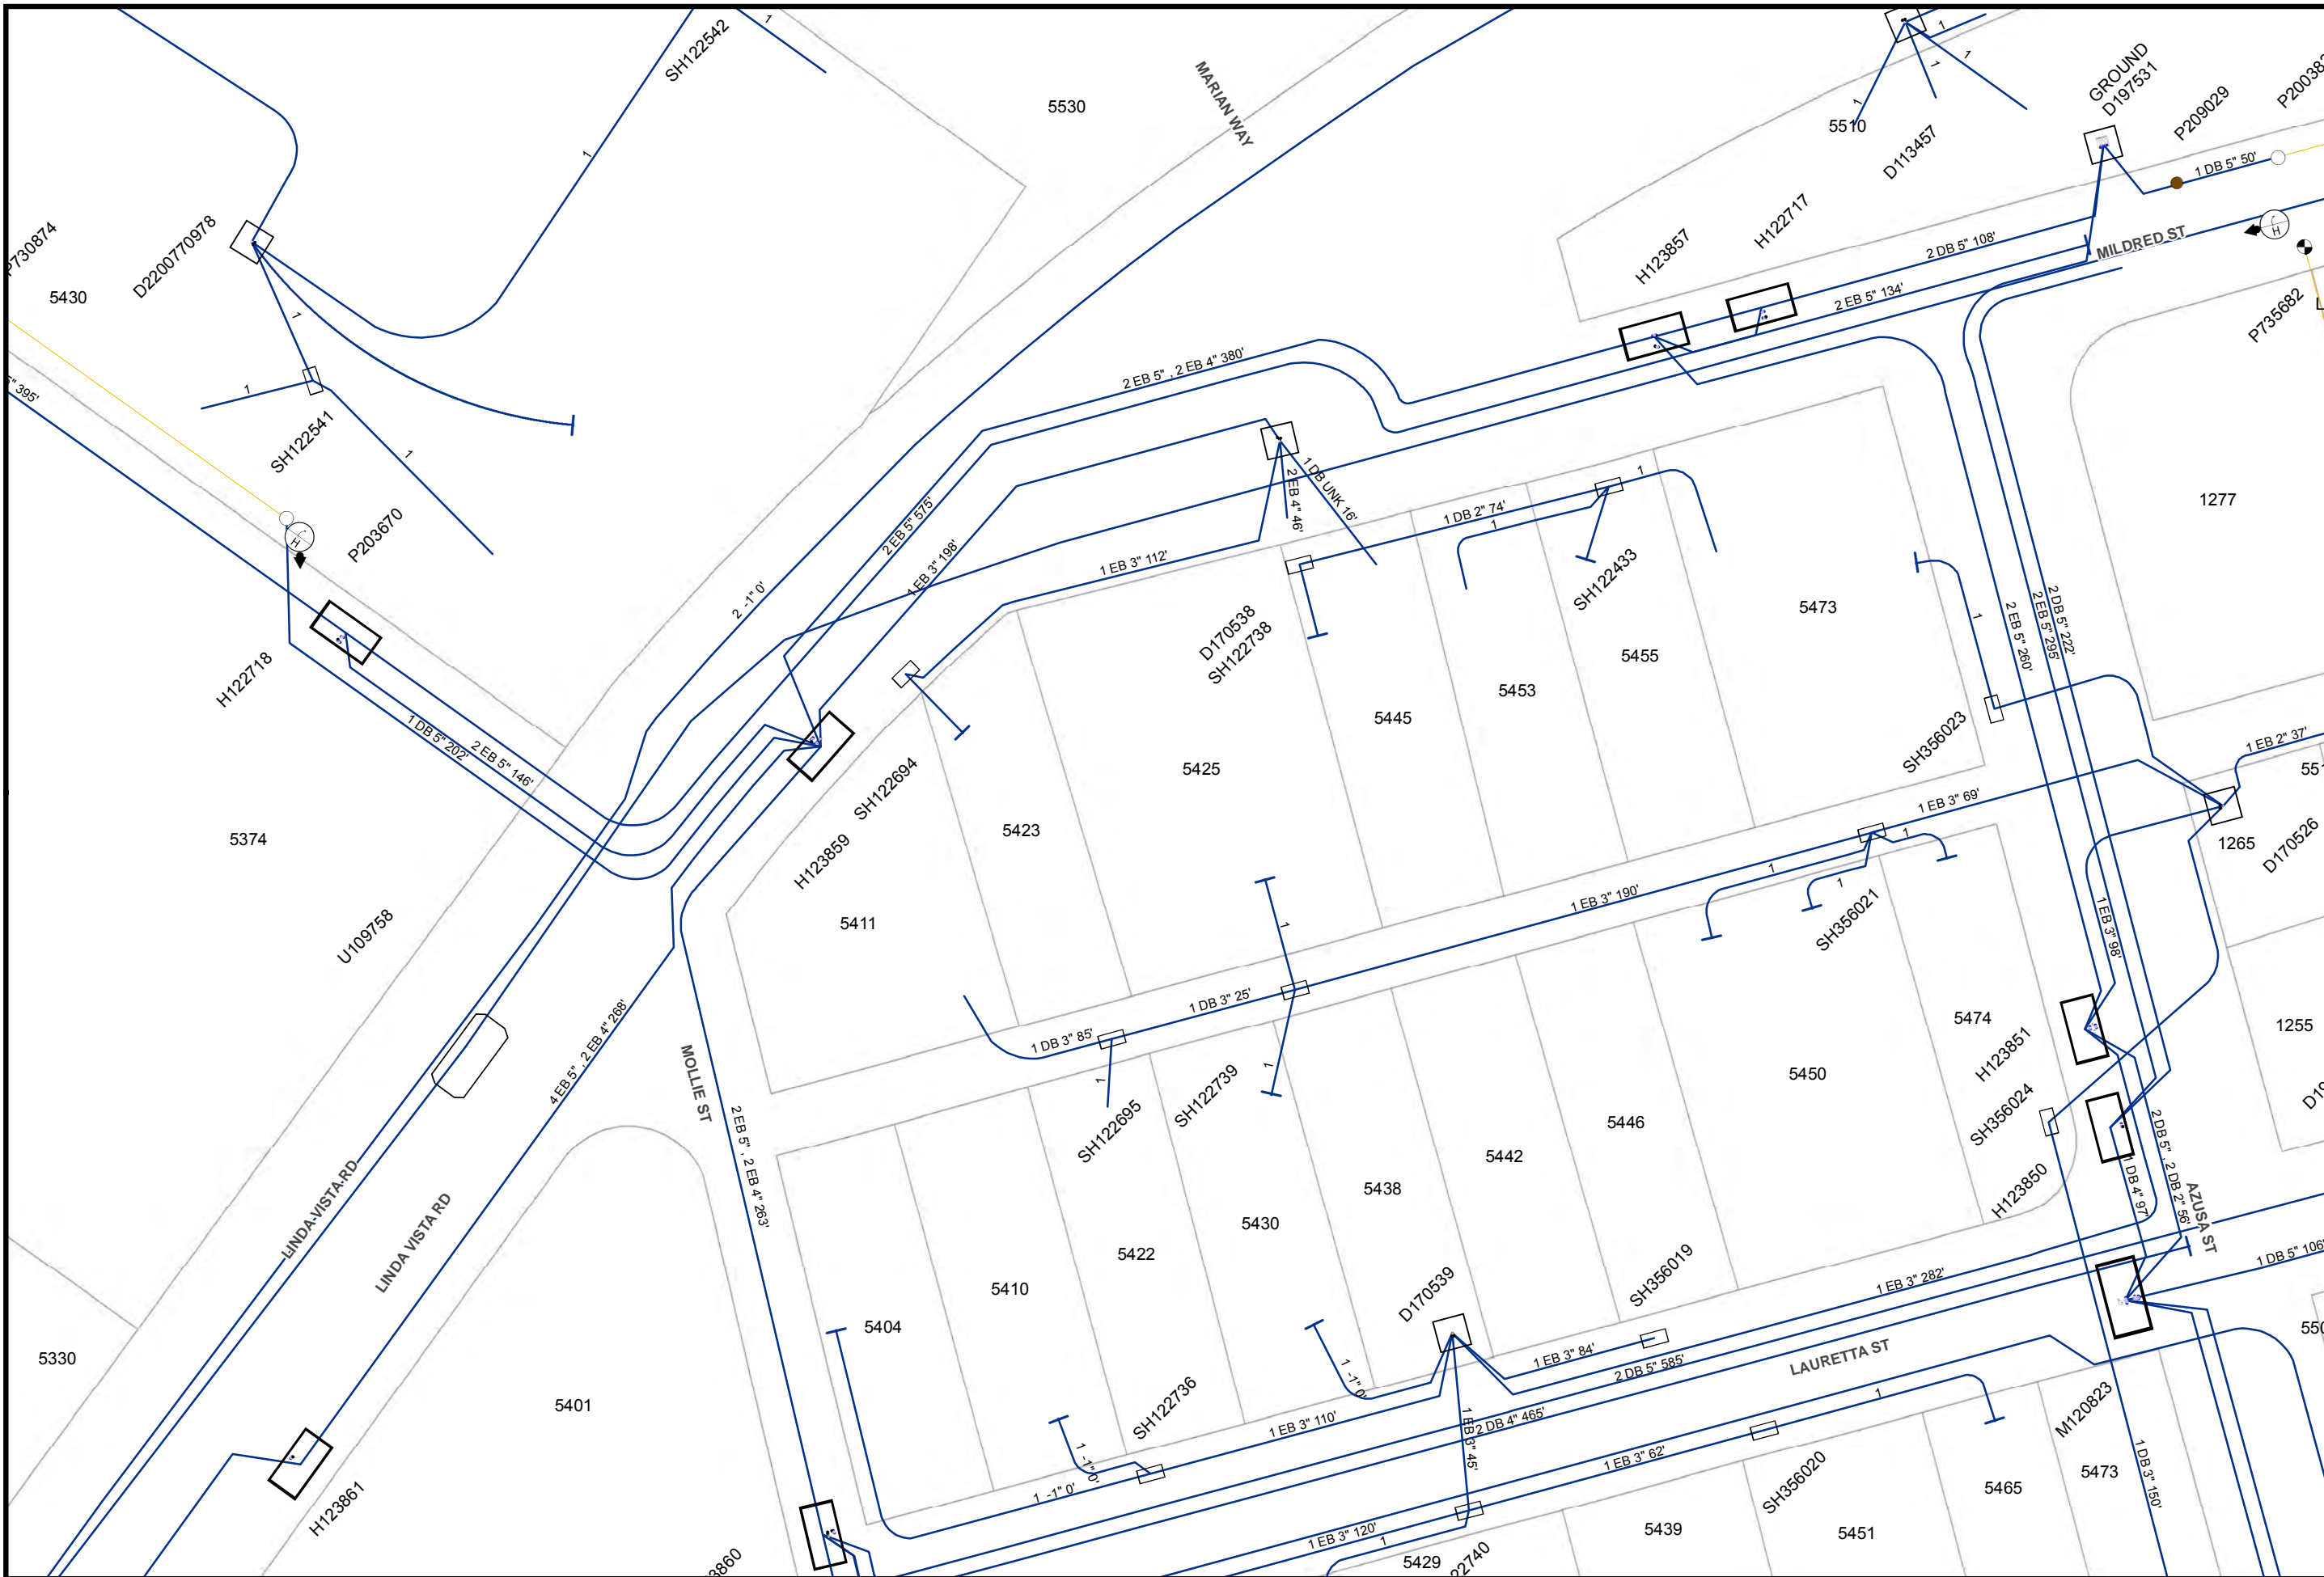 1
SH122542
5530
MARIAN WAY
1
1
1
1
5510
D113457
GROUND
D197531
P209029
1 DB 5" 50'
H
MILDRED ST
P735682
1
D2200770978
5430
1
1
SH122541
1
P203670
H
H122718
1 DB 5" 202'
2 EB 5" 146'
5374
U109758
H123857
H122717
2 DB 5" 108'
2 EB 5" 134'
2 EB 5" , 2 EB 4" 380'
2 EB 5" 575'
1 EB 3" 198'
2 -1" 0'
1 EB 3" 112'
2 EB 4" 46'
1 DB UNK 16'
1 DB 2" 74'
1
1
SH122433
D170538
SH122738
5473
5455
5453
5445
5425
5423
5411
SH122694
H123859
1277
1
2 EB 5" 260'
2 EB 5" 295'
2 DB 5" 222'
SH356023
1 EB 2" 37'
1265
D170526
1 EB 3" 69'
1
1
1
SH356021
1 EB 3" 190'
1
1 DB 3" 25'
1 DB 3" 85'
1
1
SH122695
SH122739
1 EB 3" 98'
5474
H123851
SH356024
H123850
1255
5450
5446
5442
5438
5430
5422
5410
5404
MOLLIE ST
2 EB 5" , 2 EB 4" 263'
4 EB 5" , 2 EB 4" 268'
LINDA VISTA RD
LINDA VISTA RD
5330
5401
H123861
2 DB 5" , 2 DB 2" 56'
1 DB 4" 97'
AZUSA ST
1 DB 5" 106'
SH356019
D170539
1 EB 3" 282'
1 EB 3" 84'
2 DB 5" 585'
LAURETTA ST
1 -1" 0'
SH122736
1 -1" 0'
1 EB 3" 110'
1 -1" 0'
2 DB 4" 465'
1 EB 3" 45'
1
1 EB 3" 62'
1 EB 3" 120'
1
SH356020
M120823
1 DB 3" 150'
5473
5465
5451
5439
5429